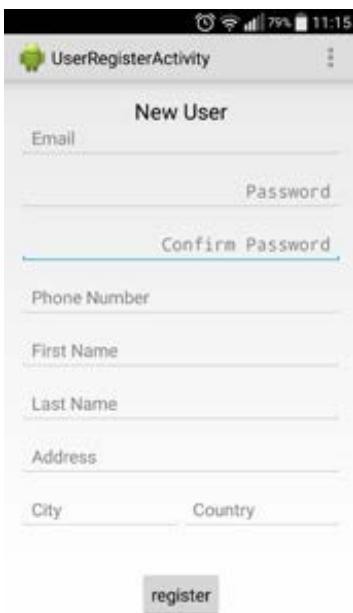 79% 11:15
UserRegisterActivity
New User
Email
Password
Confirm Password
Phone Number
First Name
Last Name
Address
City Country
register